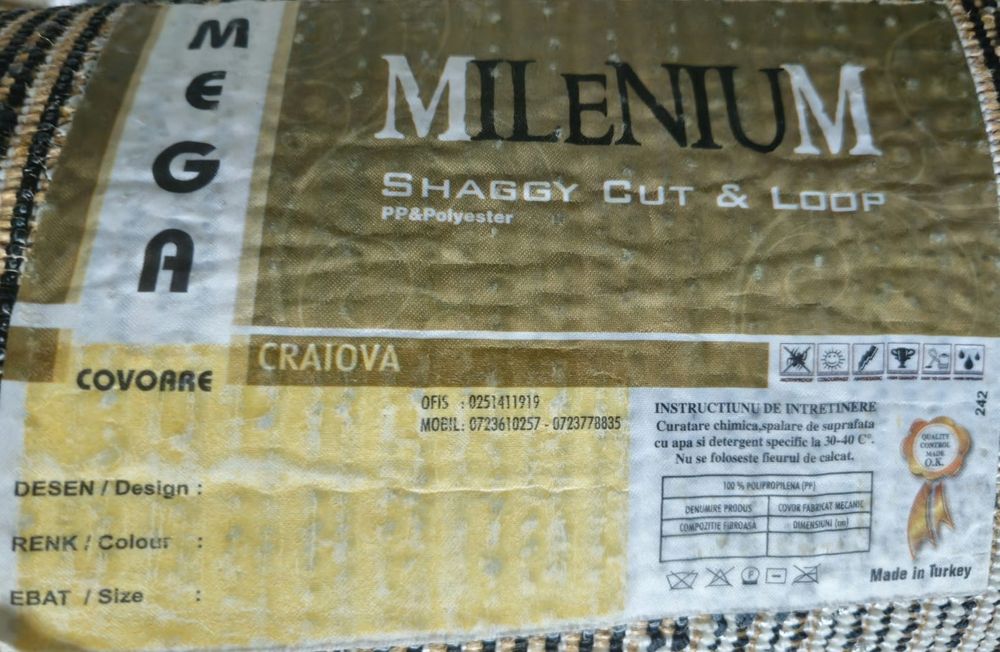 MEGA
MILENIUM
SHAGGY CUT & LOOP
PP&Polyester
CRAIOVA
COVOARE
OFIS : 0251411919
MOBIL: 0723610257 - 0723778835
242
INSTRUCTIUNU DE INTRETINERE
Curatare chimica,spalare de suprafata
cu apa si detergent specific la 30-40 C°.
Nu se foloseste fieurul de calcat.
QUALITY
CONTROL
MADE
O.K.
DESEN / Design :
RENK / Colour :
EBAT / Size :
100 % POLIPROPILENA (PP)
DENUMIRE PRODUS COVOR FABRICAT MECANIC
COMPOZITIE FIBROASA DIMENSIUNI (cm)
P
Made in Turkey